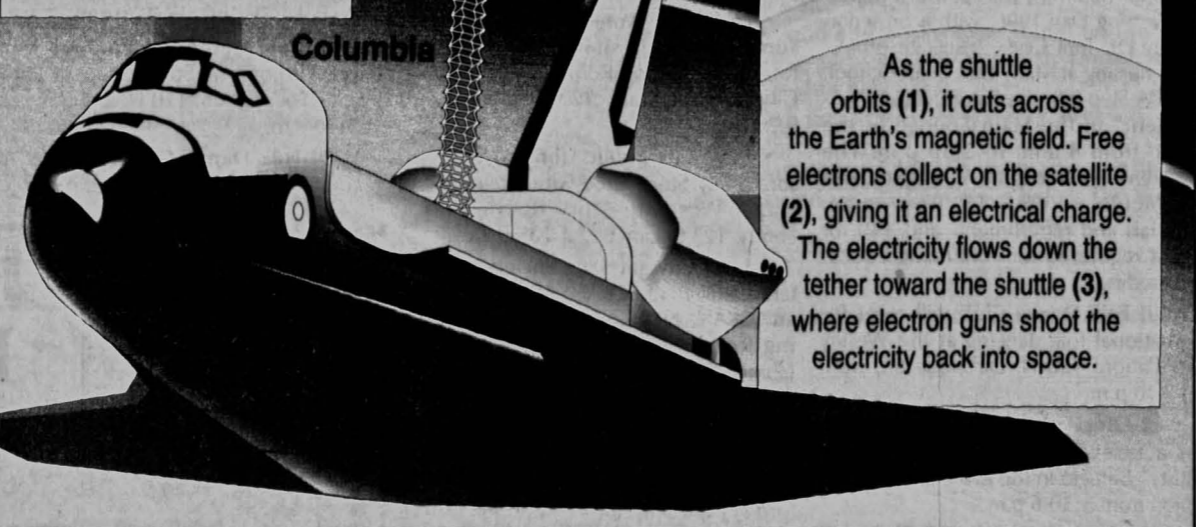 Columbia
As the shuttle
orbits (1), it cuts across
the Earth's magnetic field. Free
electrons collect on the satellite
(2), giving it an electrical charge.
The electricity flows down the
tether toward the shuttle (3),
where electron guns shoot the
electricity back into space.